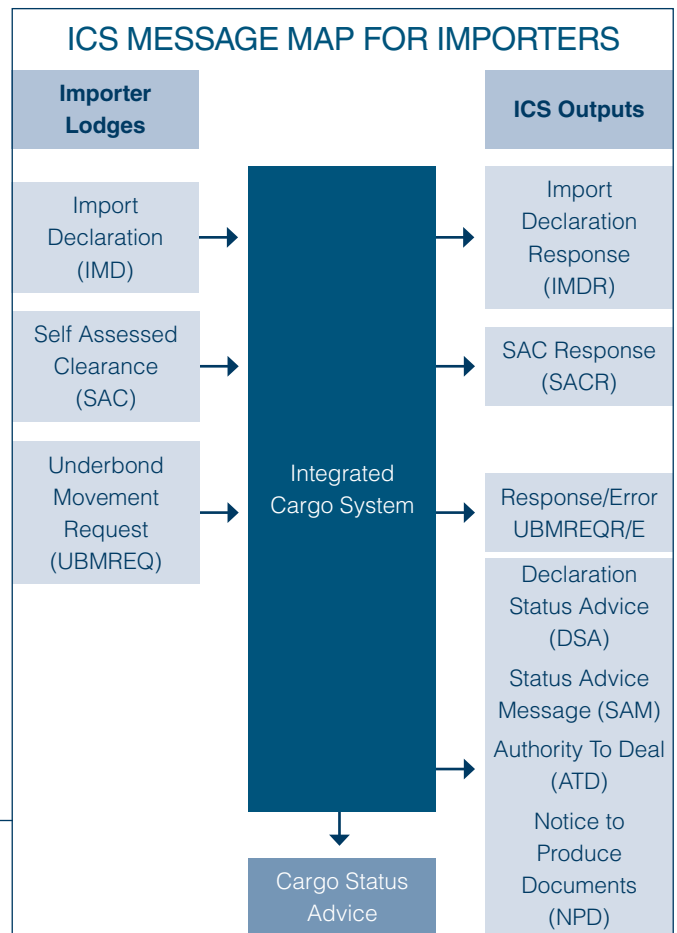 ICS MESSAGE MAP FOR IMPORTERS
Importer
Lodges
ICS Outputs
Import
Declaration
(IMD)
Import
Declaration
Response
(IMDR)
Self Assessed
Clearance
(SAC)
SAC Response
(SACR)
Underbond
Movement
Request
(UBMREQ)
Integrated
Cargo System
Response/Error
UBMREQR/E
Declaration
Status Advice
(DSA)
Status Advice
Message (SAM)
Authority To Deal
(ATD)
Notice to
Produce
Documents
(NPD)
Cargo Status
Advice